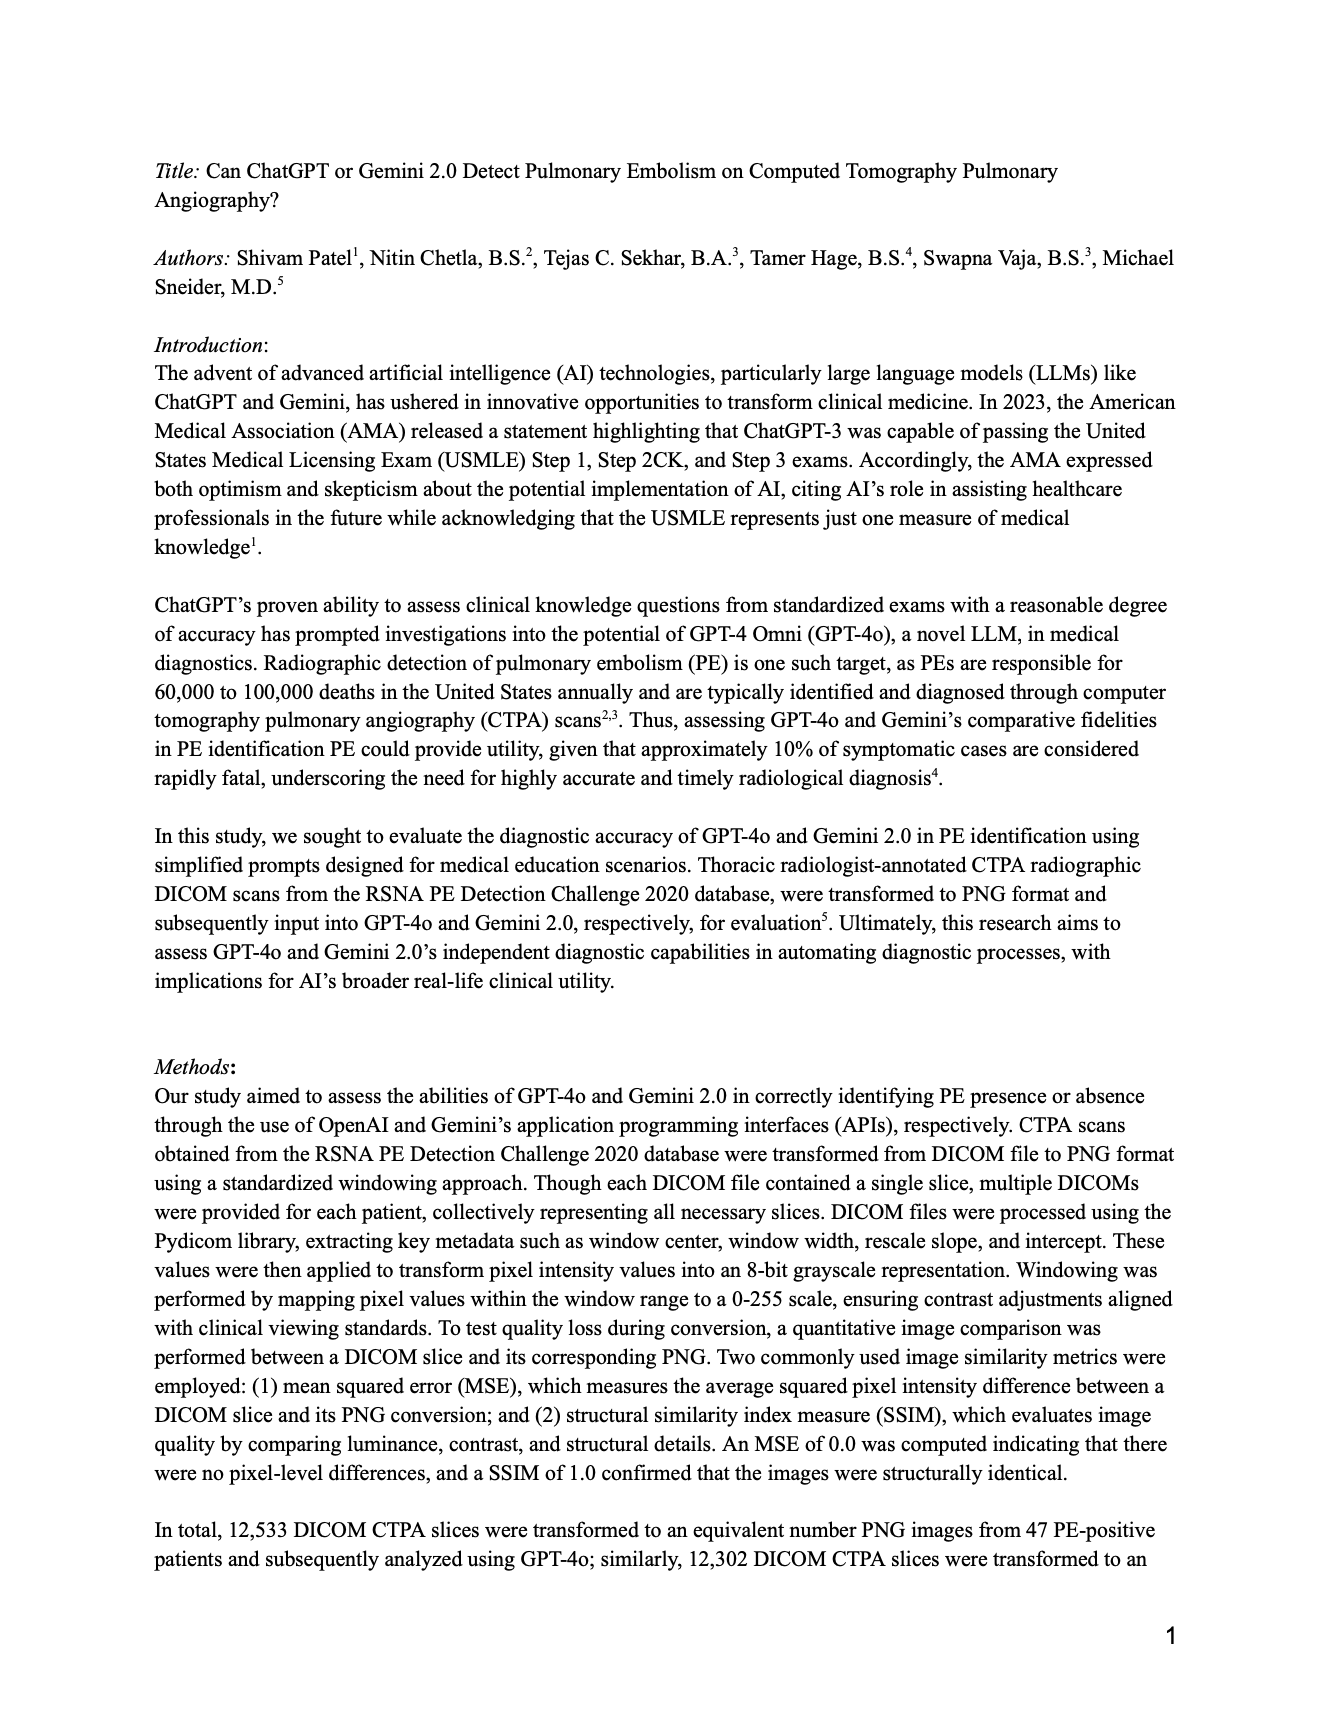 Title: Can ChatGPT or Gemini 2.0 Detect Pulmonary Embolism on Computed Tomography Pulmonary
Angiography?
Authors: Shivam Patel1, Nitin Chetla, B.S.2, Tejas C. Sekhar, B.A.3, Tamer Hage, B.S.4, Swapna Vaja, B.S.3, Michael
Sneider, M.D.5
Introduction:
The advent of advanced artificial intelligence (AI) technologies, particularly large language models (LLMs) like
ChatGPT and Gemini, has ushered in innovative opportunities to transform clinical medicine. In 2023, the American
Medical Association (AMA) released a statement highlighting that ChatGPT-3 was capable of passing the United
States Medical Licensing Exam (USMLE) Step 1, Step 2CK, and Step 3 exams. Accordingly, the AMA expressed
both optimism and skepticism about the potential implementation of AI, citing AI’s role in assisting healthcare
professionals in the future while acknowledging that the USMLE represents just one measure of medical
knowledge1.
ChatGPT’s proven ability to assess clinical knowledge questions from standardized exams with a reasonable degree
of accuracy has prompted investigations into the potential of GPT-4 Omni (GPT-4o), a novel LLM, in medical
diagnostics. Radiographic detection of pulmonary embolism (PE) is one such target, as PEs are responsible for
60,000 to 100,000 deaths in the United States annually and are typically identified and diagnosed through computer
tomography pulmonary angiography (CTPA) scans2,3. Thus, assessing GPT-4o and Gemini’s comparative fidelities
in PE identification PE could provide utility, given that approximately 10% of symptomatic cases are considered
rapidly fatal, underscoring the need for highly accurate and timely radiological diagnosis4.
In this study, we sought to evaluate the diagnostic accuracy of GPT-4o and Gemini 2.0 in PE identification using
simplified prompts designed for medical education scenarios. Thoracic radiologist-annotated CTPA radiographic
DICOM scans from the RSNA PE Detection Challenge 2020 database, were transformed to PNG format and
subsequently input into GPT-4o and Gemini 2.0, respectively, for evaluation5. Ultimately, this research aims to
assess GPT-4o and Gemini 2.0’s independent diagnostic capabilities in automating diagnostic processes, with
implications for AI’s broader real-life clinical utility.
Methods:
Our study aimed to assess the abilities of GPT-4o and Gemini 2.0 in correctly identifying PE presence or absence
through the use of OpenAI and Gemini’s application programming interfaces (APIs), respectively. CTPA scans
obtained from the RSNA PE Detection Challenge 2020 database were transformed from DICOM file to PNG format
using a standardized windowing approach. Though each DICOM file contained a single slice, multiple DICOMs
were provided for each patient, collectively representing all necessary slices. DICOM files were processed using the
Pydicom library, extracting key metadata such as window center, window width, rescale slope, and intercept. These
values were then applied to transform pixel intensity values into an 8-bit grayscale representation. Windowing was
performed by mapping pixel values within the window range to a 0-255 scale, ensuring contrast adjustments aligned
with clinical viewing standards. To test quality loss during conversion, a quantitative image comparison was
performed between a DICOM slice and its corresponding PNG. Two commonly used image similarity metrics were
employed: (1) mean squared error (MSE), which measures the average squared pixel intensity difference between a
DICOM slice and its PNG conversion; and (2) structural similarity index measure (SSIM), which evaluates image
quality by comparing luminance, contrast, and structural details. An MSE of 0.0 was computed indicating that there
were no pixel-level differences, and a SSIM of 1.0 confirmed that the images were structurally identical.
In total, 12,533 DICOM CTPA slices were transformed to an equivalent number PNG images from 47 PE-positive
patients and subsequently analyzed using GPT-4o; similarly, 12,302 DICOM CTPA slices were transformed to an
1